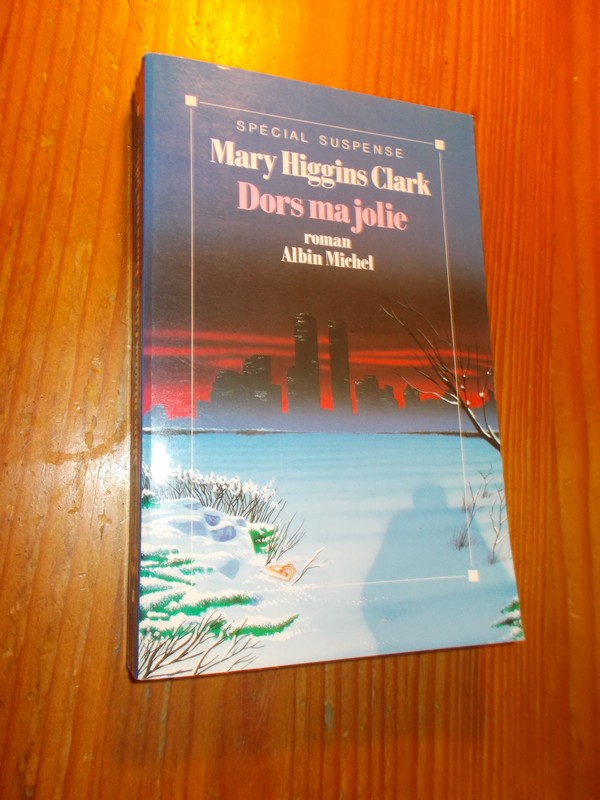 SPÉCIAL SUSPENSE
Mary Higgins Clark
Dors ma jolie
roman
Albin Michel